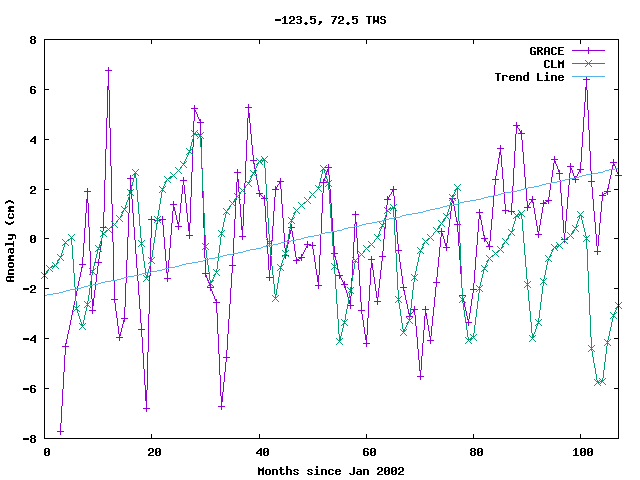 -123.5, 72.5 TWS
GRACE
CLM
Trend Line
8
6
4
2
0
-2
-4
-6
-8
Anomaly (cm)
0 20 40 60 80 100
Months since Jan 2002